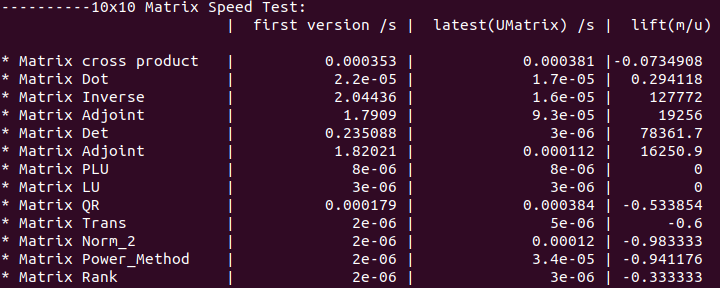 ----------10x10 Matrix Speed Test:
                         |  first version /s |  latest(UMatrix) /s |  lift(m/u)
* Matrix cross product   |          0.000353 |            0.000381 |-0.0734908
* Matrix Dot             |           2.2e-05 |             1.7e-05 |  0.294118
* Matrix Inverse         |           2.04436 |             1.6e-05 |    127772
* Matrix Adjoint         |            1.7909 |             9.3e-05 |     19256
* Matrix Det             |          0.235088 |               3e-06 |   78361.7
* Matrix Adjoint         |           1.82021 |            0.000112 |   16250.9
* Matrix PLU             |             8e-06 |               8e-06 |         0
* Matrix LU              |             3e-06 |               3e-06 |         0
* Matrix QR              |          0.000179 |            0.000384 | -0.533854
* Matrix Trans           |             2e-06 |               5e-06 |      -0.6
* Matrix Norm_2          |             2e-06 |             0.00012 | -0.983333
* Matrix Power_Method    |             2e-06 |             3.4e-05 | -0.941176
* Matrix Rank            |             2e-06 |               3e-06 | -0.333333